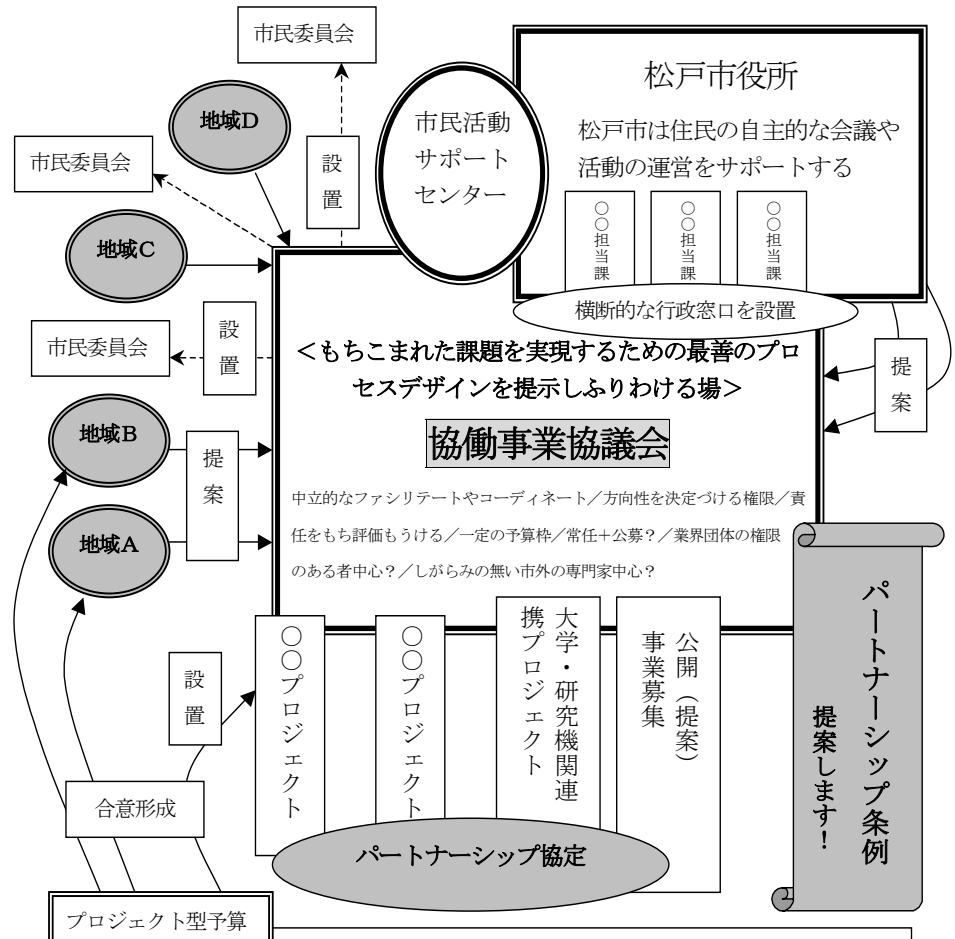 市民委員会
松戸市役所
松戸市は住民の自主的な会議や
活動の運営をサポートする
市民活動
サポート
センター
地域D
市民委員会
設置
〇〇担当課
〇〇担当課
〇〇担当課
地域C
横断的な行政窓口を設置
市民委員会
設置
<もちこまれた課題を実現するための最善のプロ
セスデザインを提示しふりわける場>
提案
協働事業協議会
地域B
提案
中立的なファシリテートやコーディネート/方向性を決定づける権限/責
任をもち評価もうける/一定の予算枠/常任+公募?/業界団体の権限
のある者中心?/しがらみの無い市外の専門家中心?
地域A
パートナーシップ条例
提案します!
〇〇プロジェクト
〇〇プロジェクト
大学・研究機関連
携プロジェクト
公開(提案)
事業募集
設置
合意形成
パートナーシップ協定
プロジェクト型予算